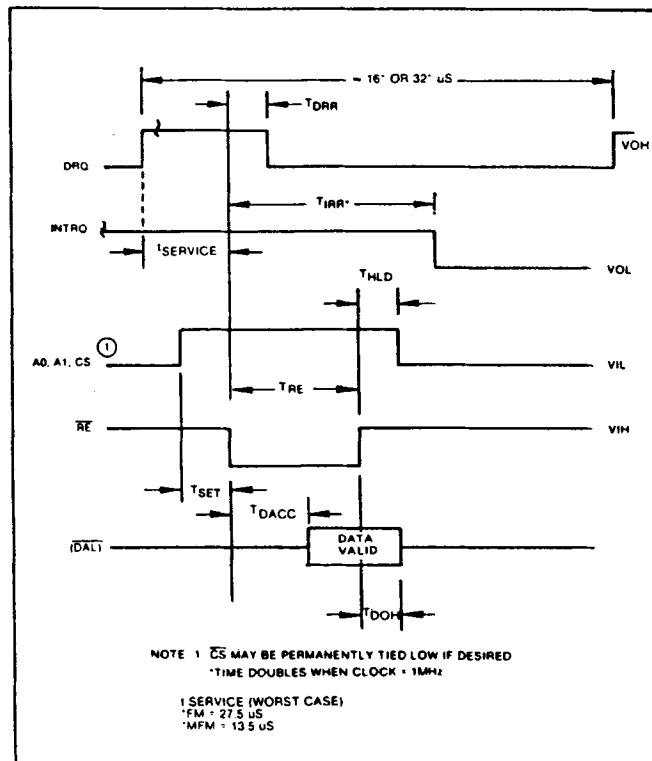 ≈ 16* OR 32* uS
TDRR
VOH
DRQ
TIRR*
INTRQ
tSERVICE
VOL
THLD
1
A0, A1, CS
VIL
TRE
RE
VIH
TSET
TDACC
(DAL)
DATA
VALID
TDOH
NOTE 1 CS MAY BE PERMANENTLY TIED LOW IF DESIRED
*TIME DOUBLES WHEN CLOCK = 1MHz
t SERVICE (WORST CASE)
*FM = 27.5 uS
*MFM = 13.5 uS